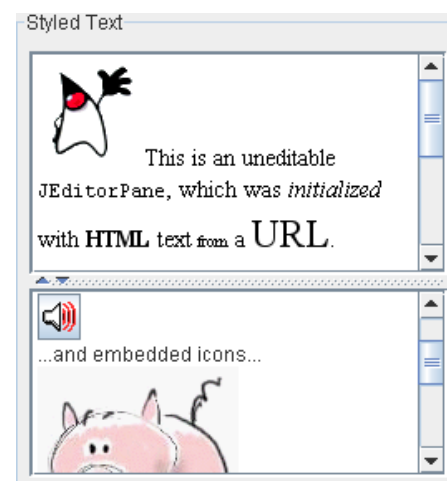 Styled Text
This is an uneditable
JEditorPane, which was initialized
with HTML text from a URL.
...and embedded icons...